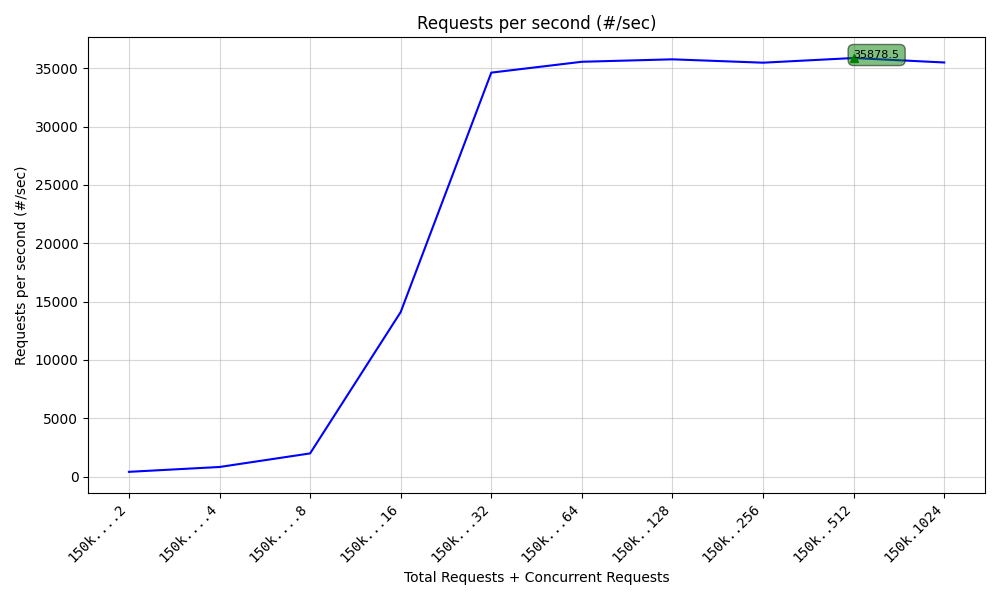 Requests per second (#/sec)
35878.5
Requests per second (#/sec)
35000
30000
25000
20000
15000
10000
5000
0
150k....2
150k....4
150k....8
150k...16
150k...32
150k...64
150k..128
150k..256
150k..512
150k.1024
Total Requests + Concurrent Requests